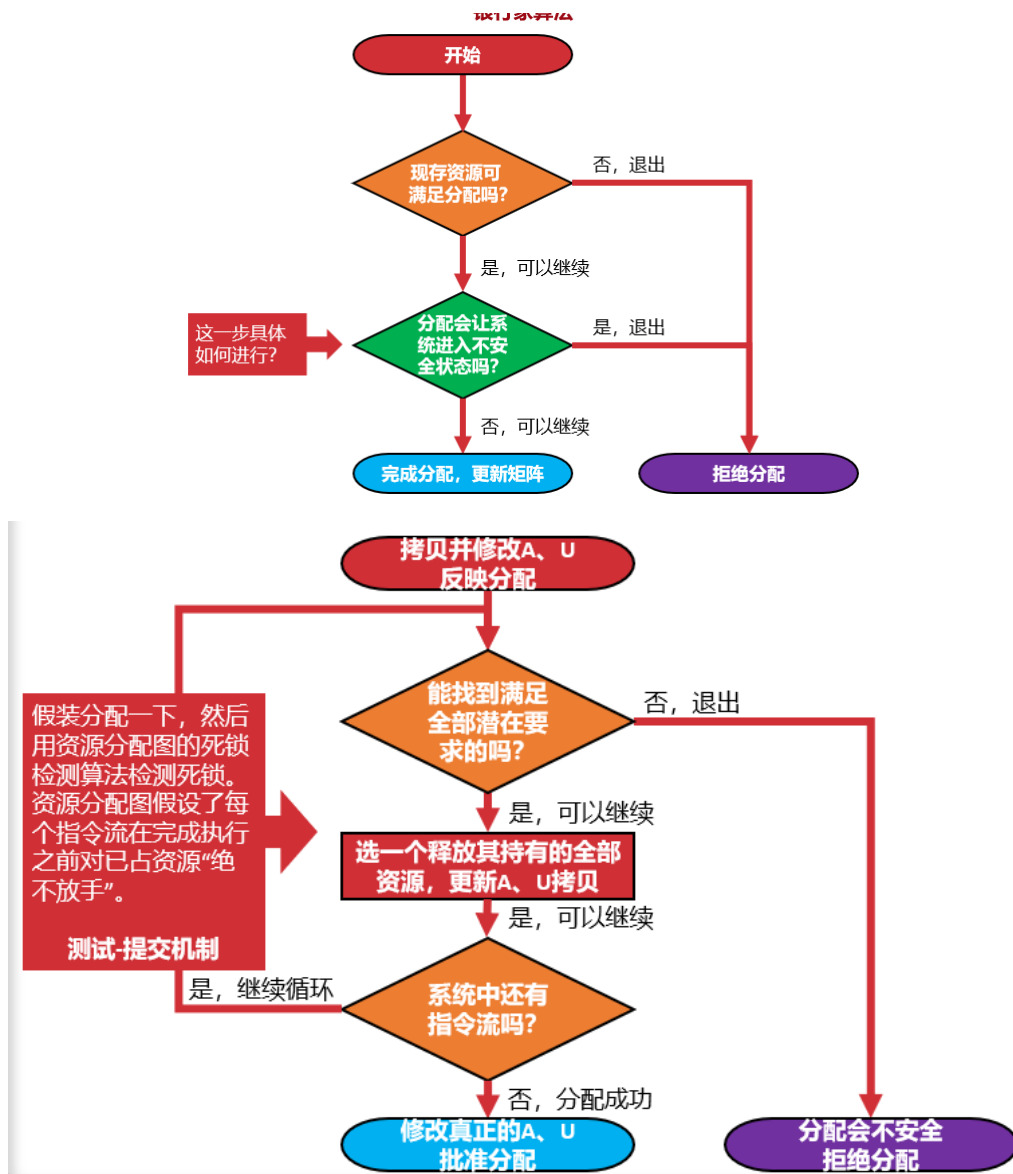 银行家算法
开始
现存资源可
满足分配吗？
否，退出
是，可以继续
这一步具体
如何进行？
分配会让系
统进入不安
全状态吗？
是，退出
否，可以继续
完成分配，更新矩阵
拒绝分配
拷贝并修改A、U
反映分配
能找到满足
全部潜在要
求的吗？
否，退出
假装分配一下，然后
用资源分配图的死锁
检测算法检测死锁。
资源分配图假设了每
个指令流在完成执行
之前对已占资源“绝
不放手”。
测试-提交机制
是，可以继续
选一个释放其持有的全部
资源，更新A、U拷贝
是，可以继续
系统中还有
指令流吗？
是，继续循环
否，分配成功
修改真正的A、U
批准分配
分配会不安全
拒绝分配